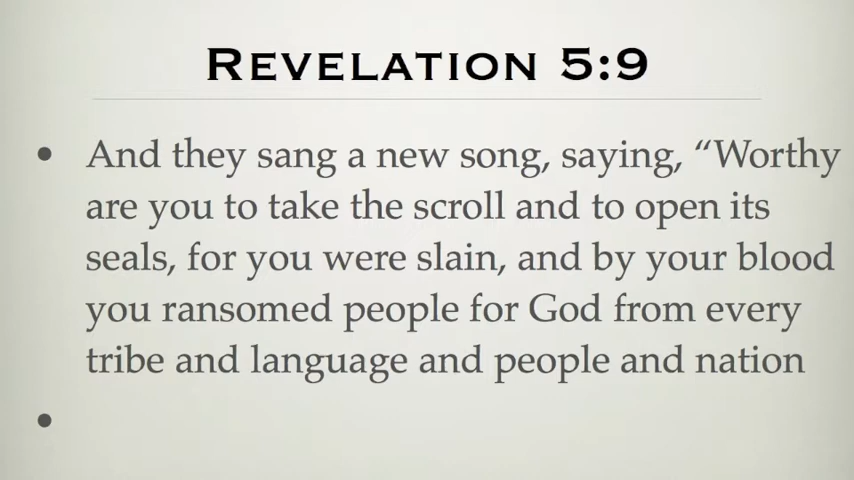 REVELATION 5:9
• And they sang a new song, saying, “Worthy
are you to take the scroll and to open its
seals, for you were slain, and by your blood
you ransomed people for God from every
tribe and language and people and nation
•